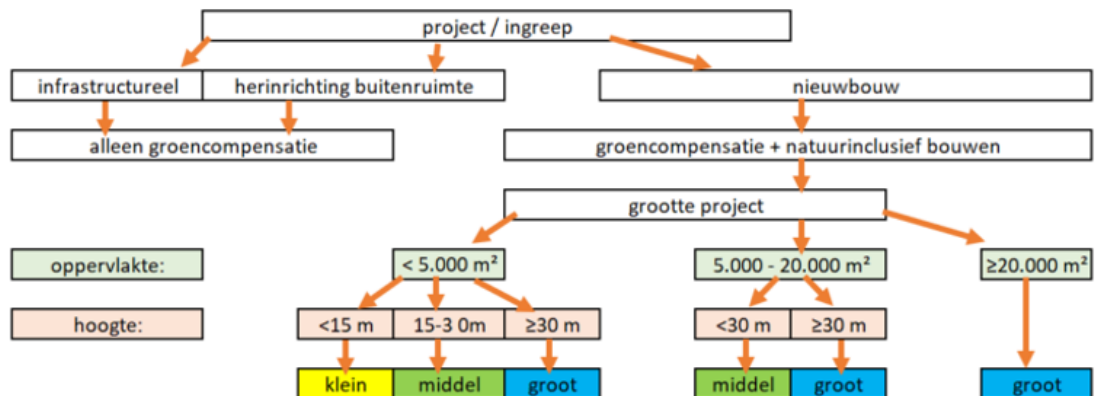 project / ingreep
infrastructureel herinrichting buitenruimte nieuwbouw
alleen groencompensatie groencompensatie + natuurinclusief bouwen
grootte project
oppervlakte: < 5.000 m² 5.000 - 20.000 m² ≥20.000 m²
hoogte: <15 m 15-3 0m ≥30 m <30 m ≥30 m
klein middel groot middel groot groot